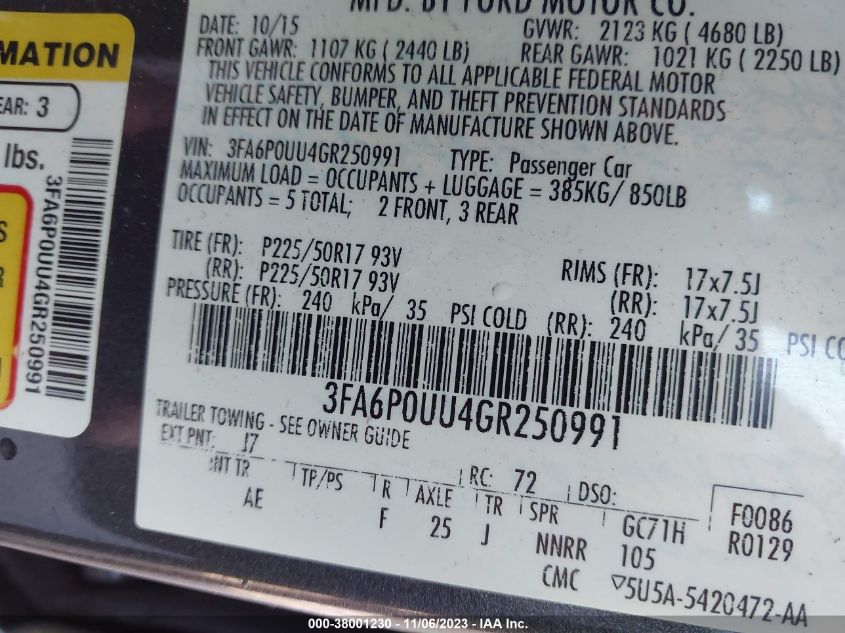 MFD. BY FORD MOTOR CO.
DATE: 10/15 GVWR: 2123 KG ( 4680 LB)
FRONT GAWR: 1107 KG ( 2440 LB) REAR GAWR: 1021 KG ( 2250 LB)
THIS VEHICLE CONFORMS TO ALL APPLICABLE FEDERAL MOTOR
VEHICLE SAFETY, BUMPER, AND THEFT PREVENTION STANDARDS
IN EFFECT ON THE DATE OF MANUFACTURE SHOWN ABOVE.
VIN: 3FA6P0UU4GR250991 TYPE: Passenger Car
MAXIMUM LOAD = OCCUPANTS + LUGGAGE = 385KG/ 850LB
OCCUPANTS = 5 TOTAL; 2 FRONT, 3 REAR
TIRE (FR): P225/50R17 93V RIMS (FR): 17x7.5J
(RR): P225/50R17 93V (RR): 17x7.5J
PRESSURE (FR): 240 kPa/ 35 PSI COLD (RR): 240 kPa/ 35 PSI CO
3FA6P0UU4GR250991
TRAILER TOWING - SEE OWNER GUIDE
EXT PNT: J7 RC: 72 DSO:
INT TR TP/PS R AXLE TR SPR GC71H F0086
AE F 25 J NNRR 105 R0129
CMC 5U5A-5420472-AA
MATION
EAR: 3
lbs.
3FA6P0UU4GR250991
000-38001230 - 11/06/2023 - IAA Inc.